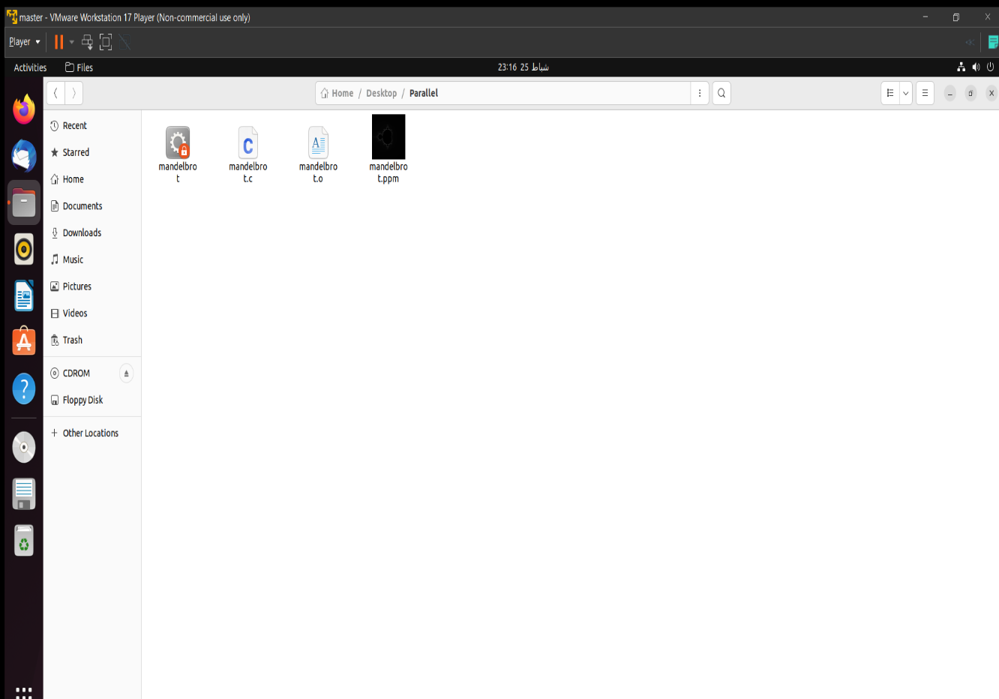 master - VMware Workstation 17 Player (Non-commercial use only)
Player
Activities
Files
23:16 25 شباط
Home / Desktop / Parallel
Recent
Starred
Home
Documents
Downloads
Music
Pictures
Videos
Trash
CDROM
Floppy Disk
Other Locations
mandelbro
t
mandelbro
t.c
mandelbro
t.o
mandelbro
t.ppm